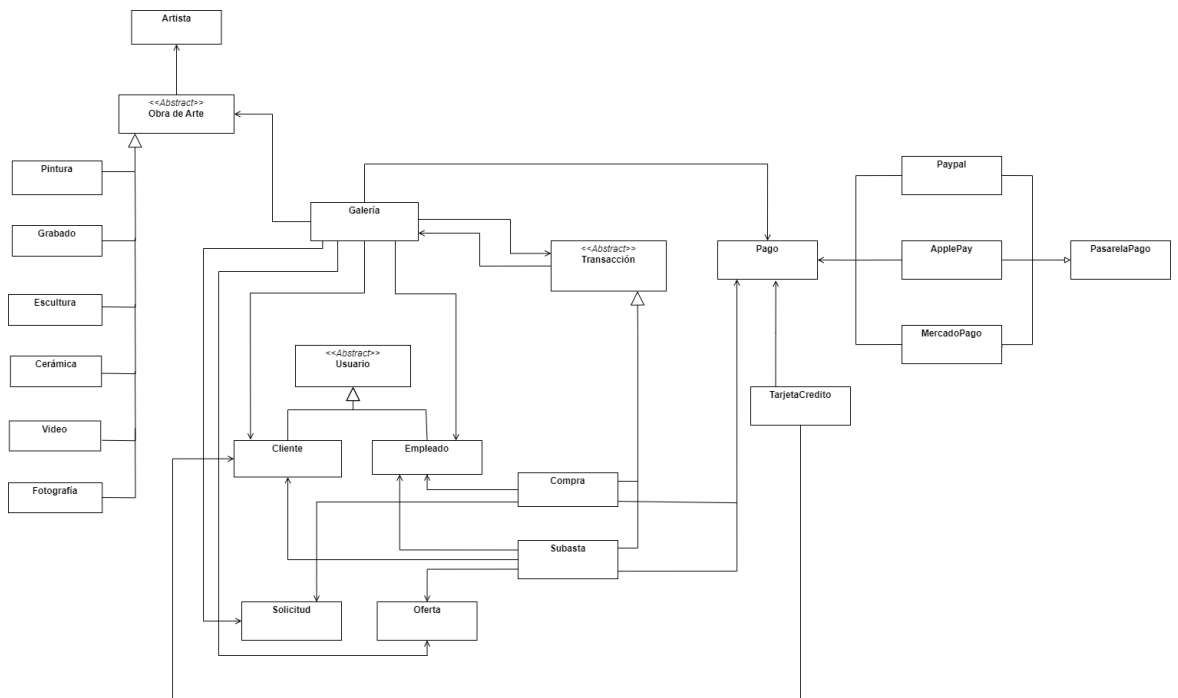 Artista
<<Abstract>>
Obra de Arte
Pintura
Paypal
Galería
Grabado
<<Abstract>>
Transacción
Pago
ApplePay
PasarelaPago
Escultura
MercadoPago
<<Abstract>>
Usuario
Cerámica
TarjetaCredito
Video
Cliente
Empleado
Compra
Fotografía
Subasta
Solicitud
Oferta